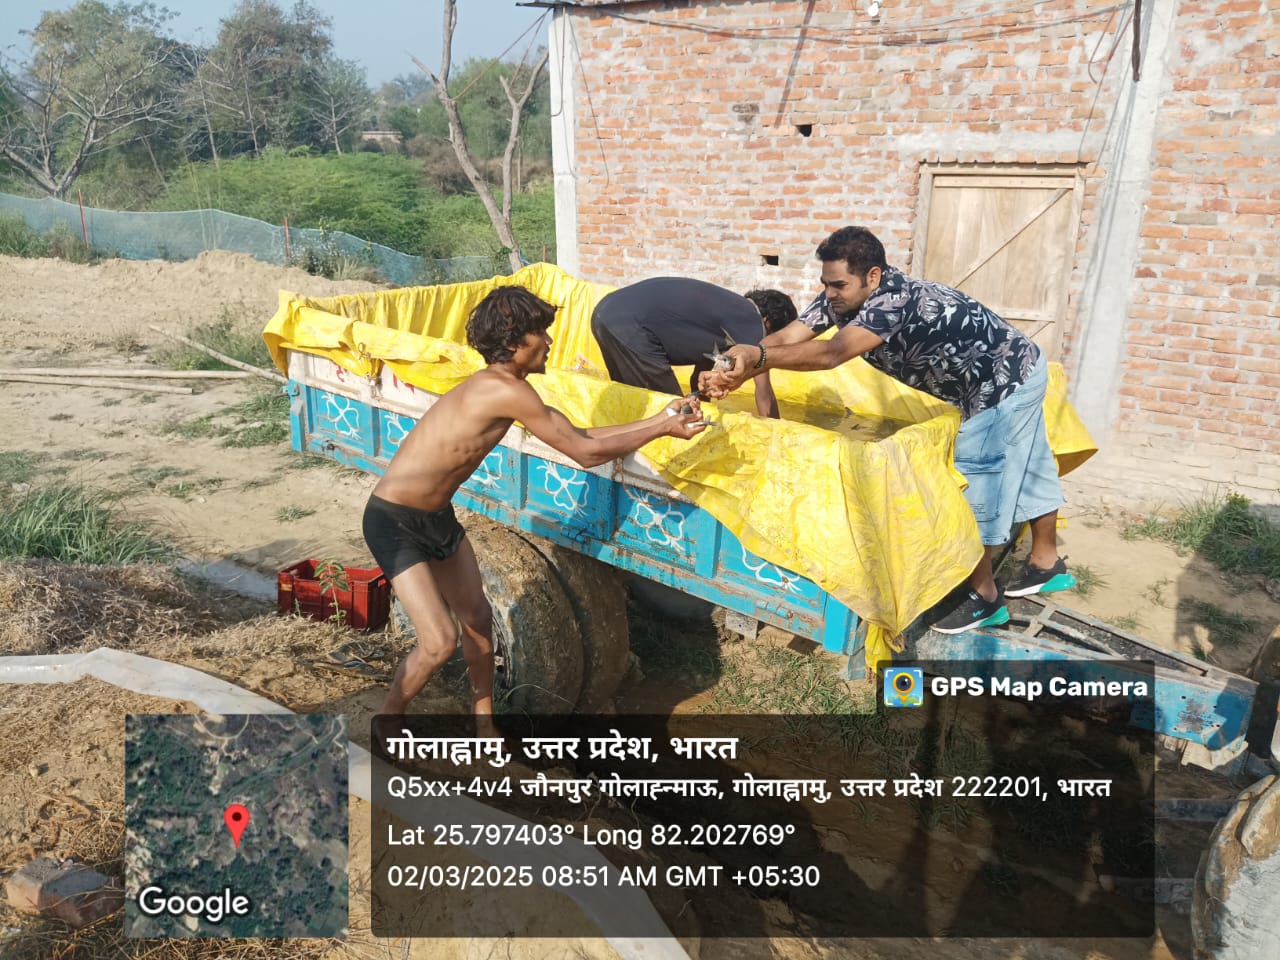 GPS Map Camera
गोलाह्नामु, उत्तर प्रदेश, भारत
Q5xx+4v4 जौनपुर गोलाह्न्माऊ, गोलाह्नामु, उत्तर प्रदेश 222201, भारत
Lat 25.797403° Long 82.202769°
02/03/2025 08:51 AM GMT +05:30
Google